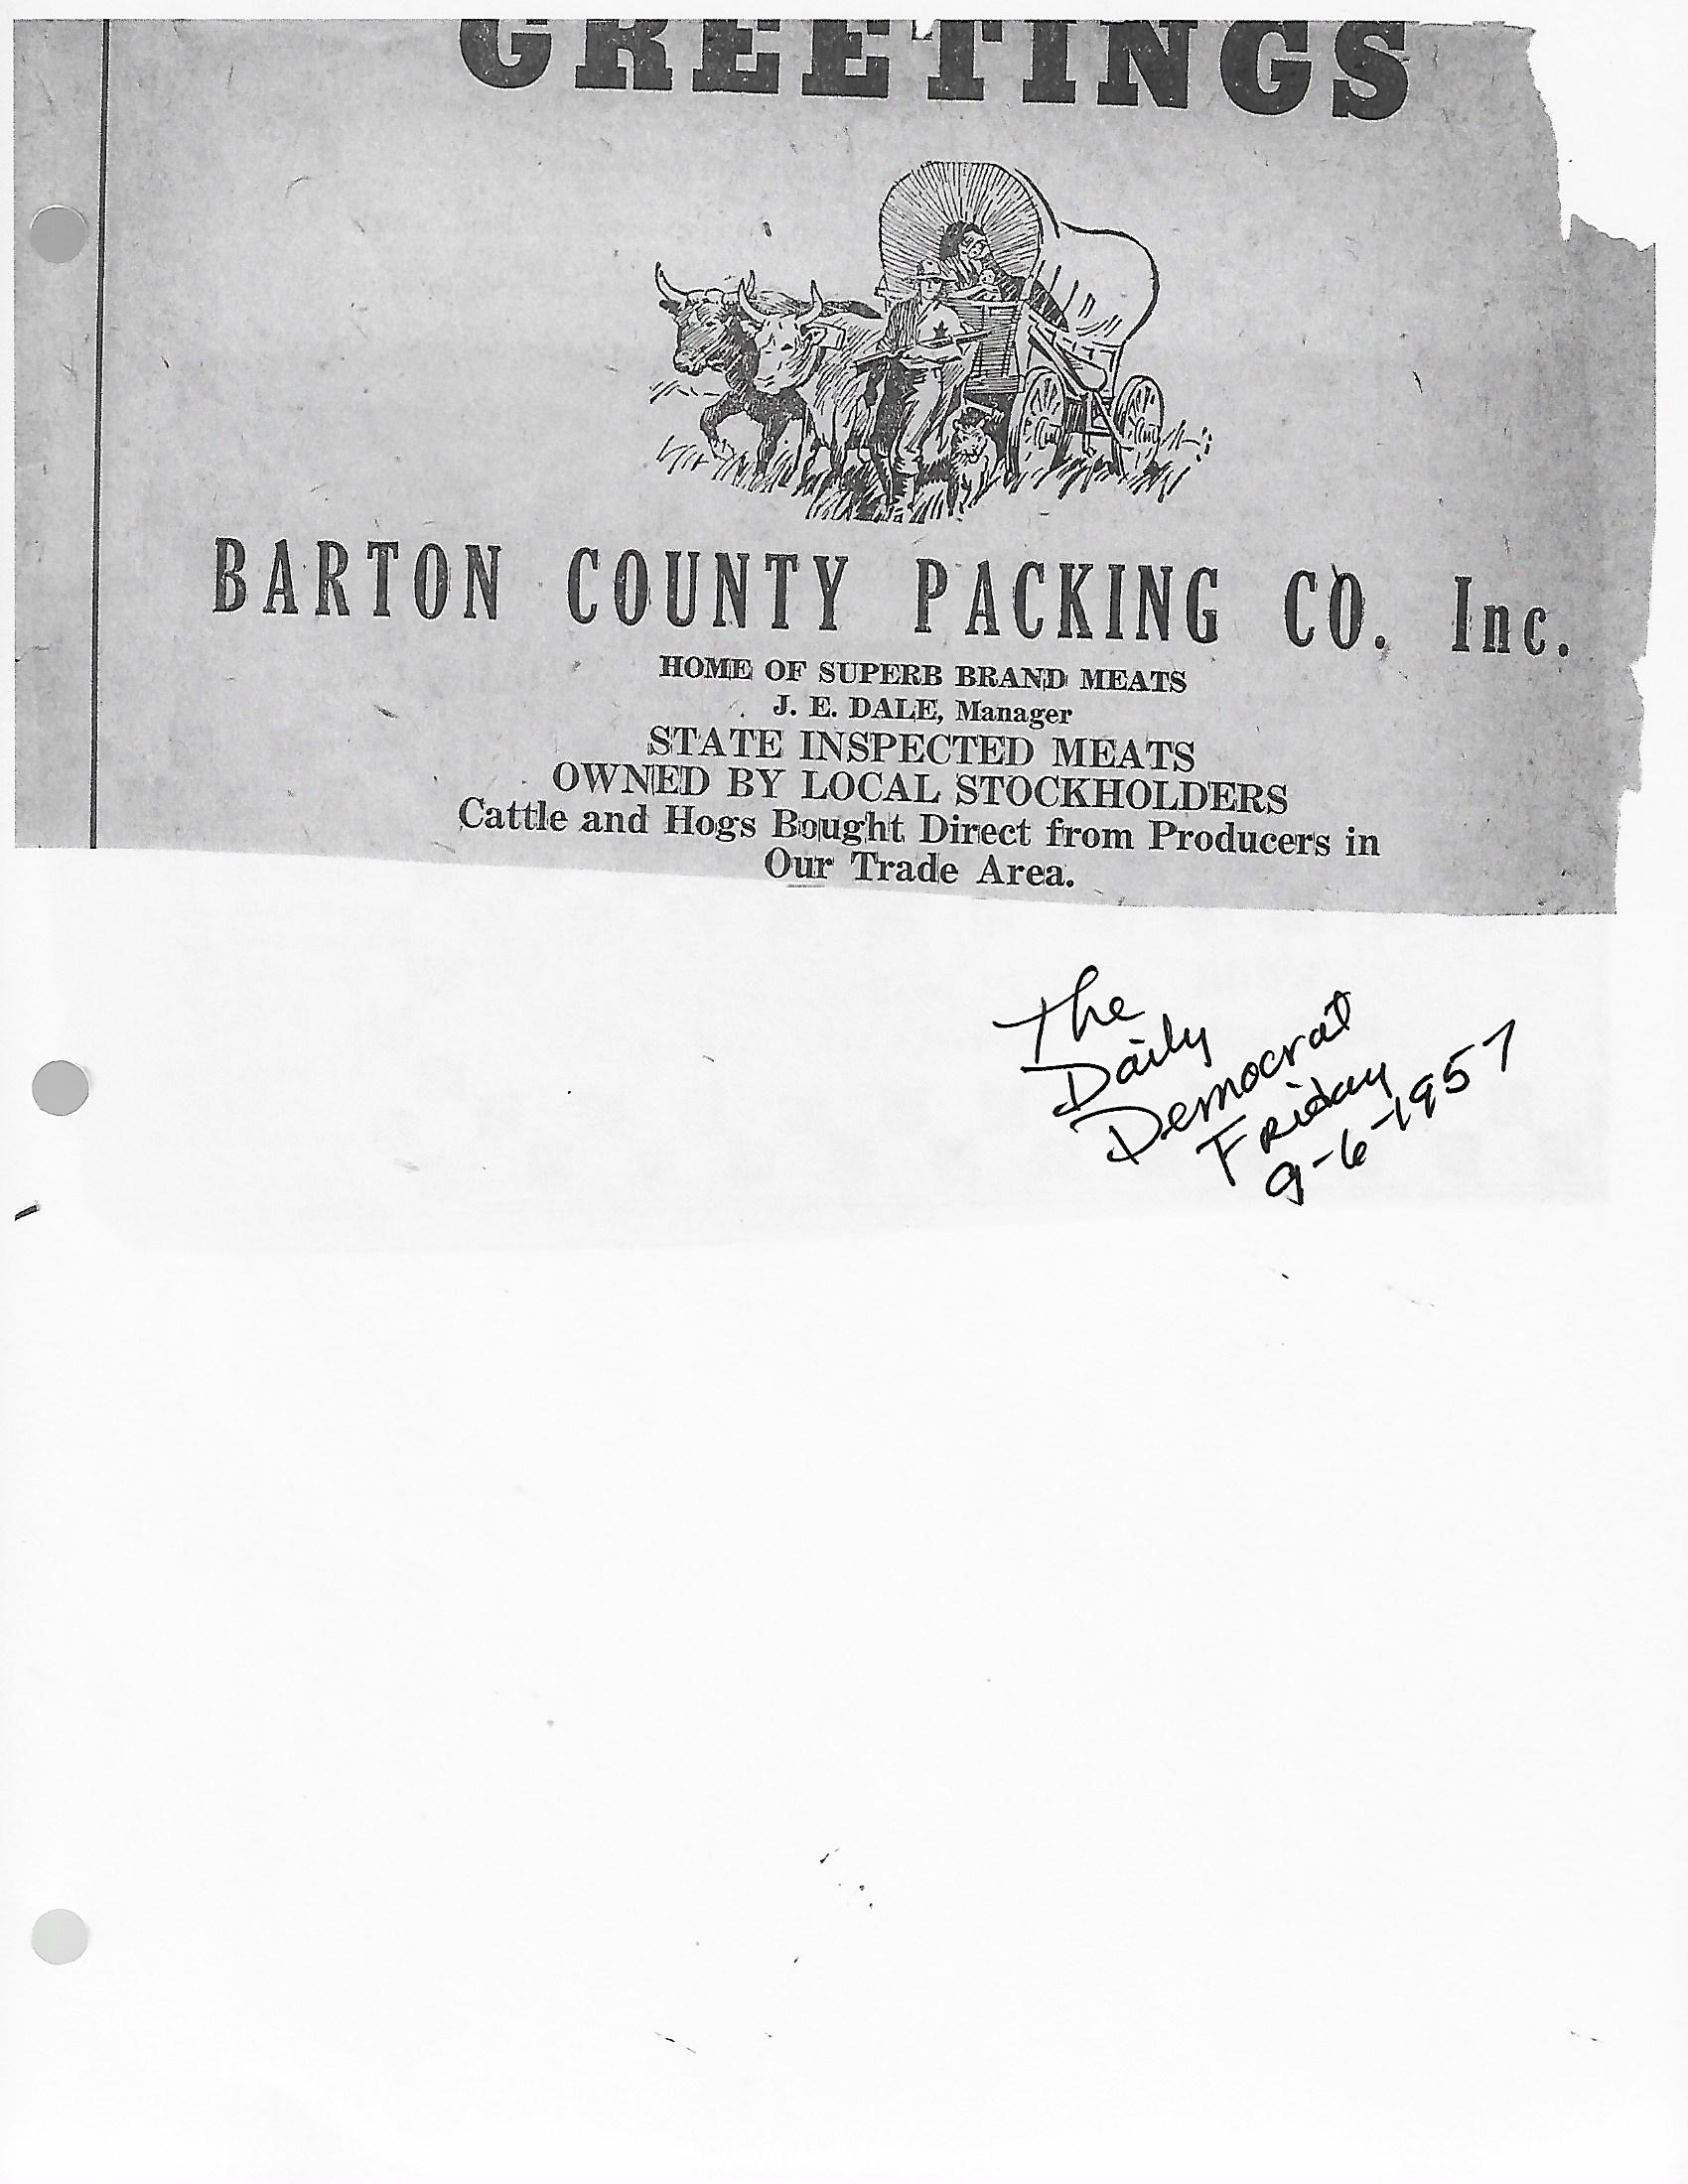 GREETINGS
BARTON COUNTY PACKING CO. Inc.
HOME OF SUPERB BRAND MEATS
J. E. DALE, Manager
STATE INSPECTED MEATS
OWNED BY LOCAL STOCKHOLDERS
Cattle and Hogs Bought Direct from Producers in
Our Trade Area.
The
Daily
Democrat
Friday
9-6-1957